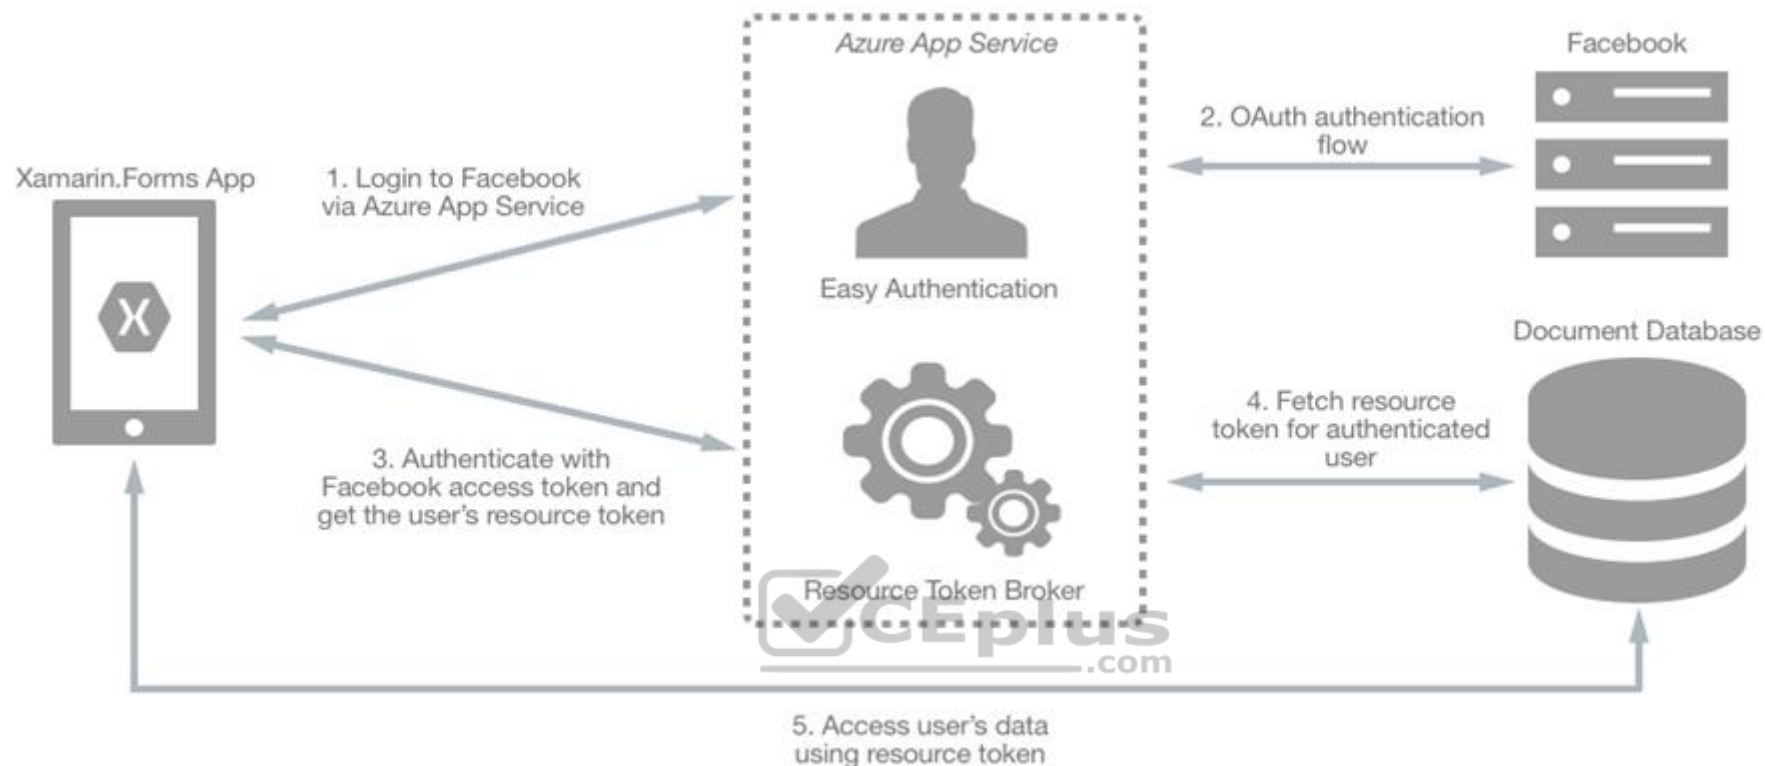 Azure App Service
Facebook
2. OAuth authentication
flow
Xamarin.Forms App
1. Login to Facebook
via Azure App Service
X
Easy Authentication
Document Database
4. Fetch resource
token for authenticated
user
3. Authenticate with
Facebook access token and
get the user's resource token
Resource Token Broker
CEplus
.com
5. Access user's data
using resource token